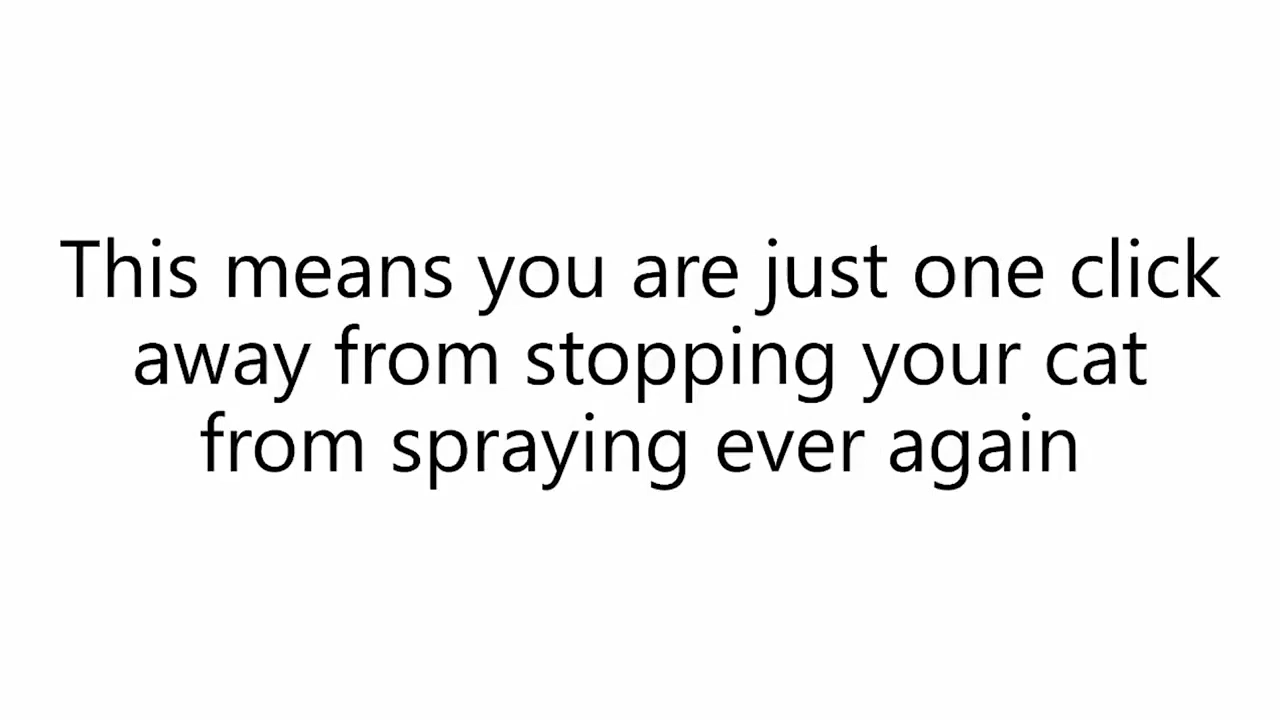 This means you are just one click
away from stopping your cat
from spraying ever again